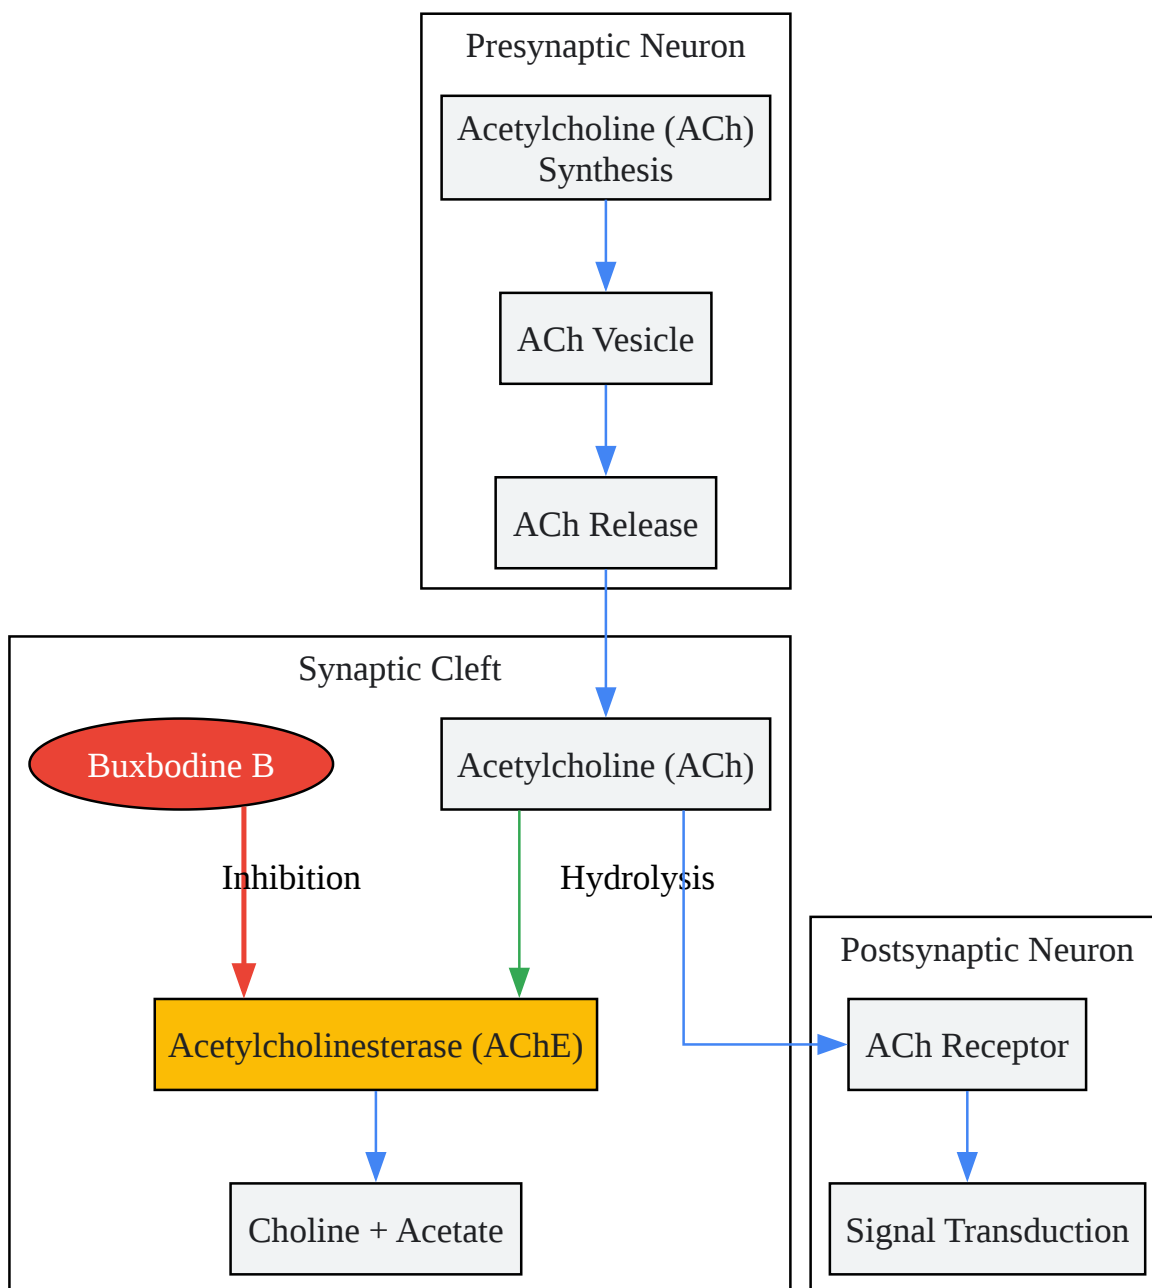 Presynaptic Neuron
Acetylcholine (ACh)
Synthesis
ACh Vesicle
ACh Release
Synaptic Cleft
Buxbodine B
Acetylcholine (ACh)
Inhibition
Hydrolysis
Postsynaptic Neuron
Acetylcholinesterase (AChE)
ACh Receptor
Choline + Acetate
Signal Transduction